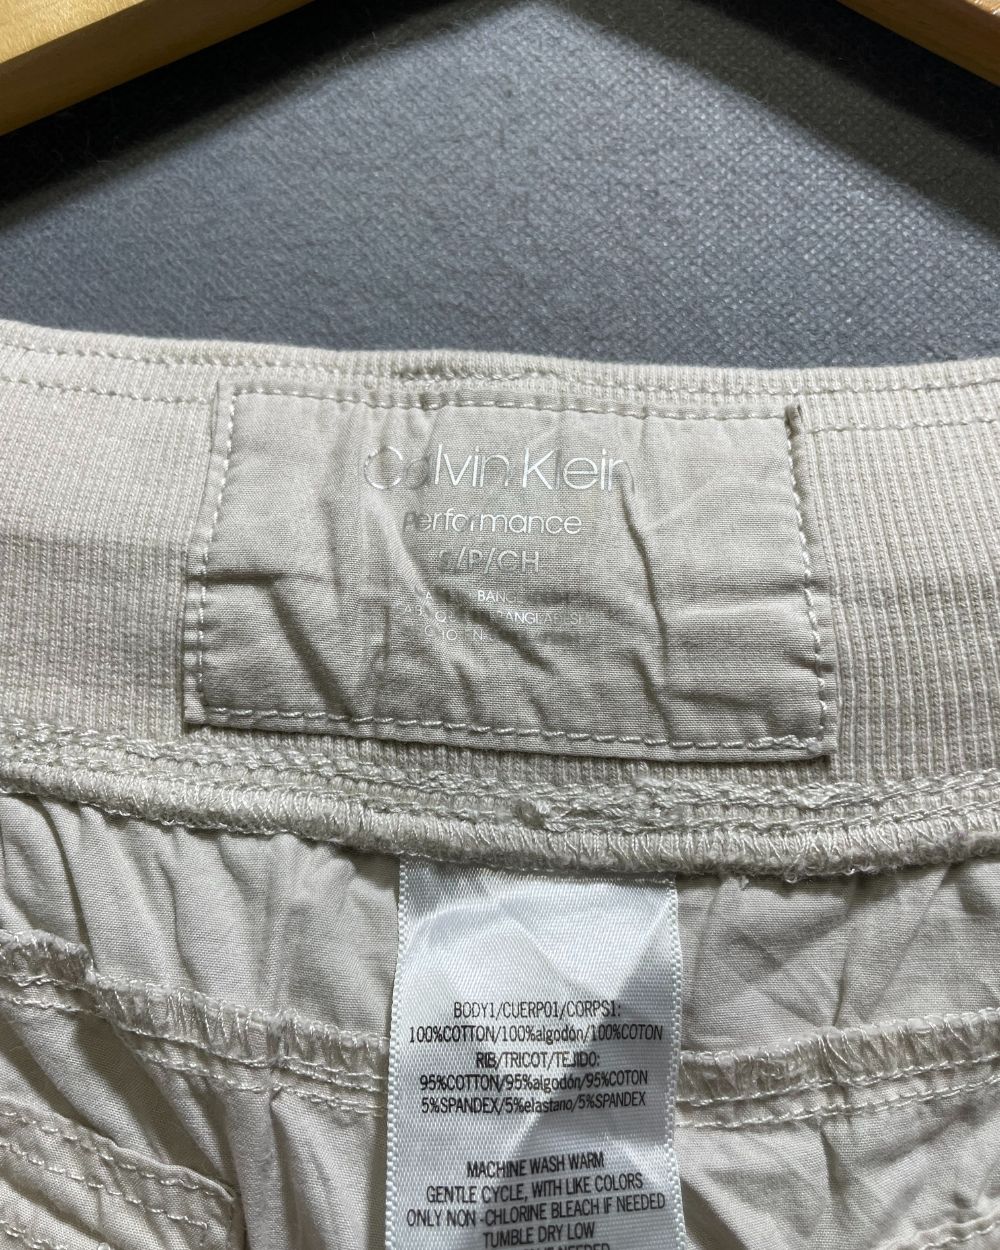 Calvin Klein
Performance
S/P/CH
BODY1/CUERPO1/CORPS1:
100%COTTON/100%algodón/100%COTON
RIB/TRICOT/TEJIDO:
95%COTTON/95%algodón/95%COTON
5%SPANDEX/5%elastano/5%SPANDEX
MACHINE WASH WARM
GENTLE CYCLE, WITH LIKE COLORS
ONLY NON-CHLORINE BLEACH IF NEEDED
TUMBLE DRY LOW